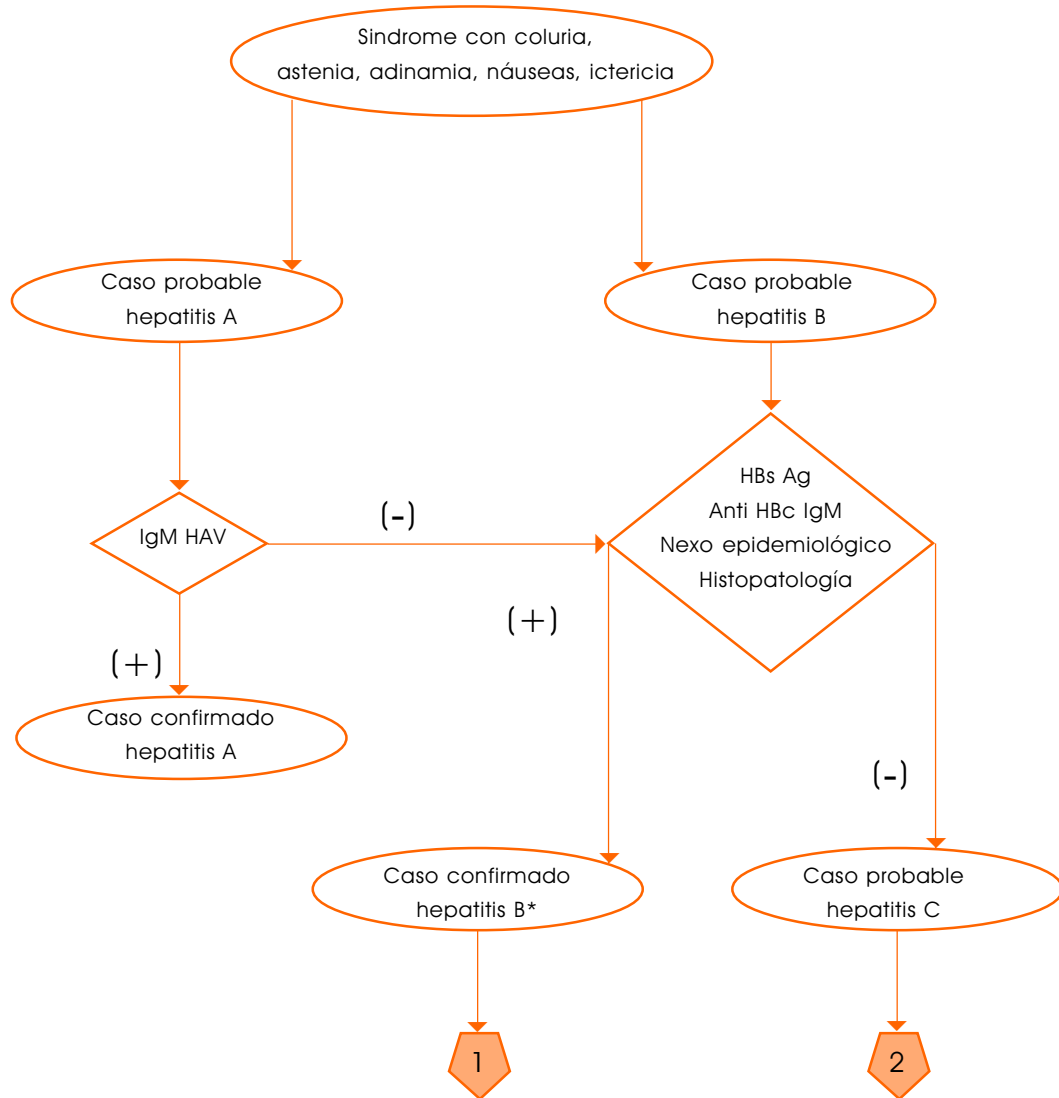 Sindrome con coluria,
astenia, adinamia, náuseas, ictericia
Caso probable
hepatitis A
Caso probable
hepatitis B
HBs Ag
Anti HBc IgM
Nexo epidemiológico
Histopatología
IgM HAV
(-)
(+)
(+)
Caso confirmado
hepatitis A
(-)
Caso confirmado
hepatitis B*
Caso probable
hepatitis C
1
2